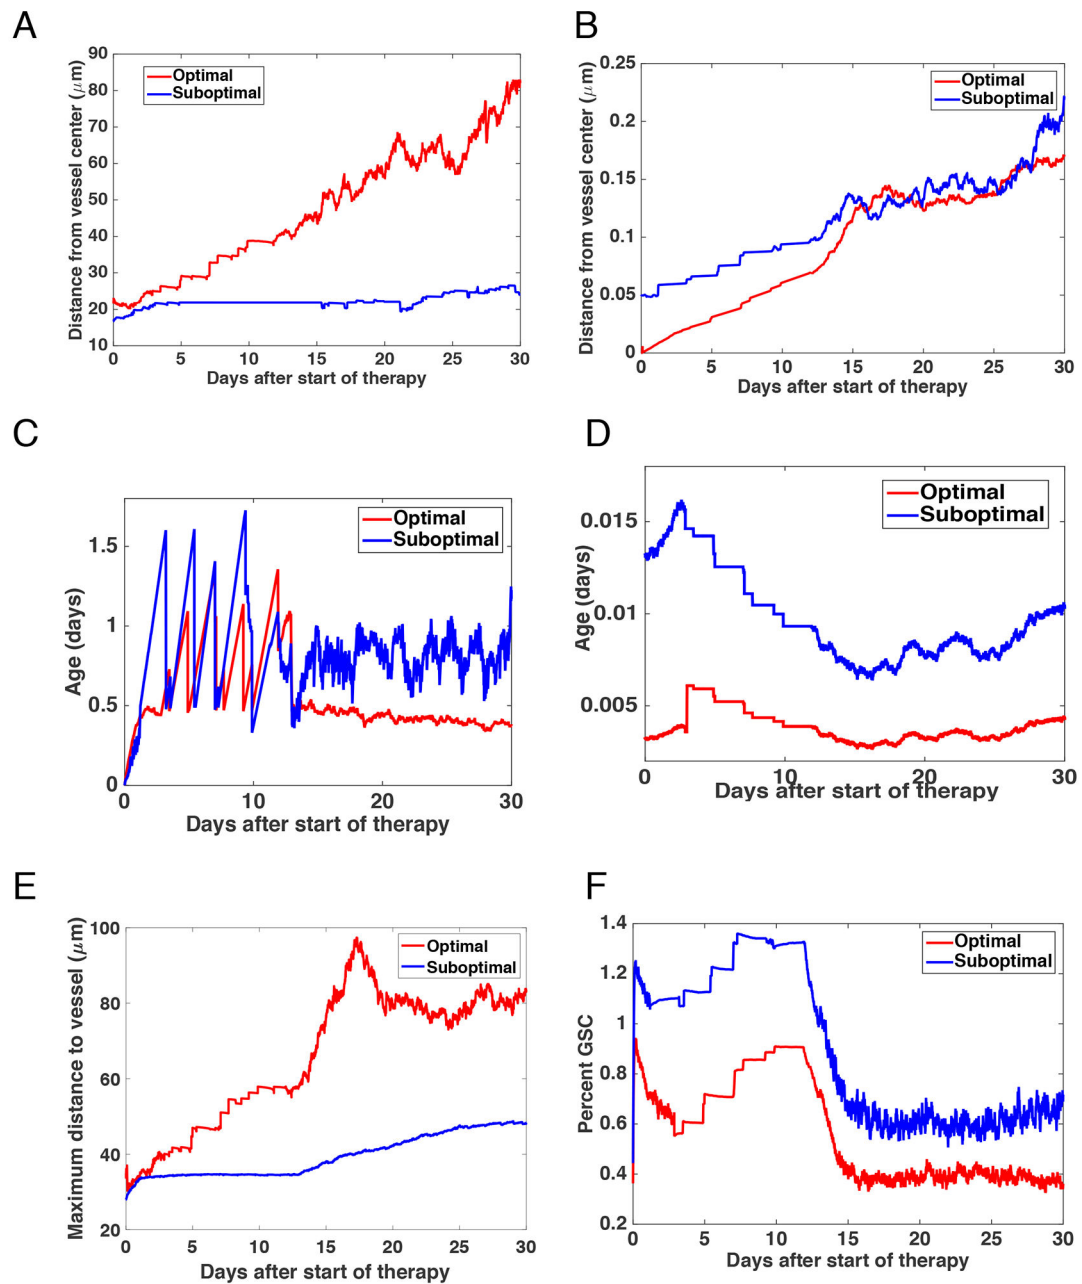 A
90
80
70
60
50
40
30
20
10
0
5
10
15
20
25
30
Distance from vessel center (μm)
Days after start of therapy
Optimal
Suboptimal
B
0.25
0.2
0.15
0.1
0.05
0
0
5
10
15
20
25
30
Distance from vessel center (μm)
Days after start of therapy
Optimal
Suboptimal
C
1.5
1
0.5
0
0
10
20
30
Age (days)
Days after start of therapy
Optimal
Suboptimal
D
0.015
0.01
0.005
0
10
20
30
Age (days)
Days after start of therapy
Optimal
Suboptimal
E
100
80
60
40
20
0
5
10
15
20
25
30
Maximum distance to vessel (μm)
Days after start of therapy
Optimal
Suboptimal
F
1.4
1.2
1
0.8
0.6
0.4
0.2
0
5
10
15
20
25
30
Percent GSC
Days after start of therapy
Optimal
Suboptimal